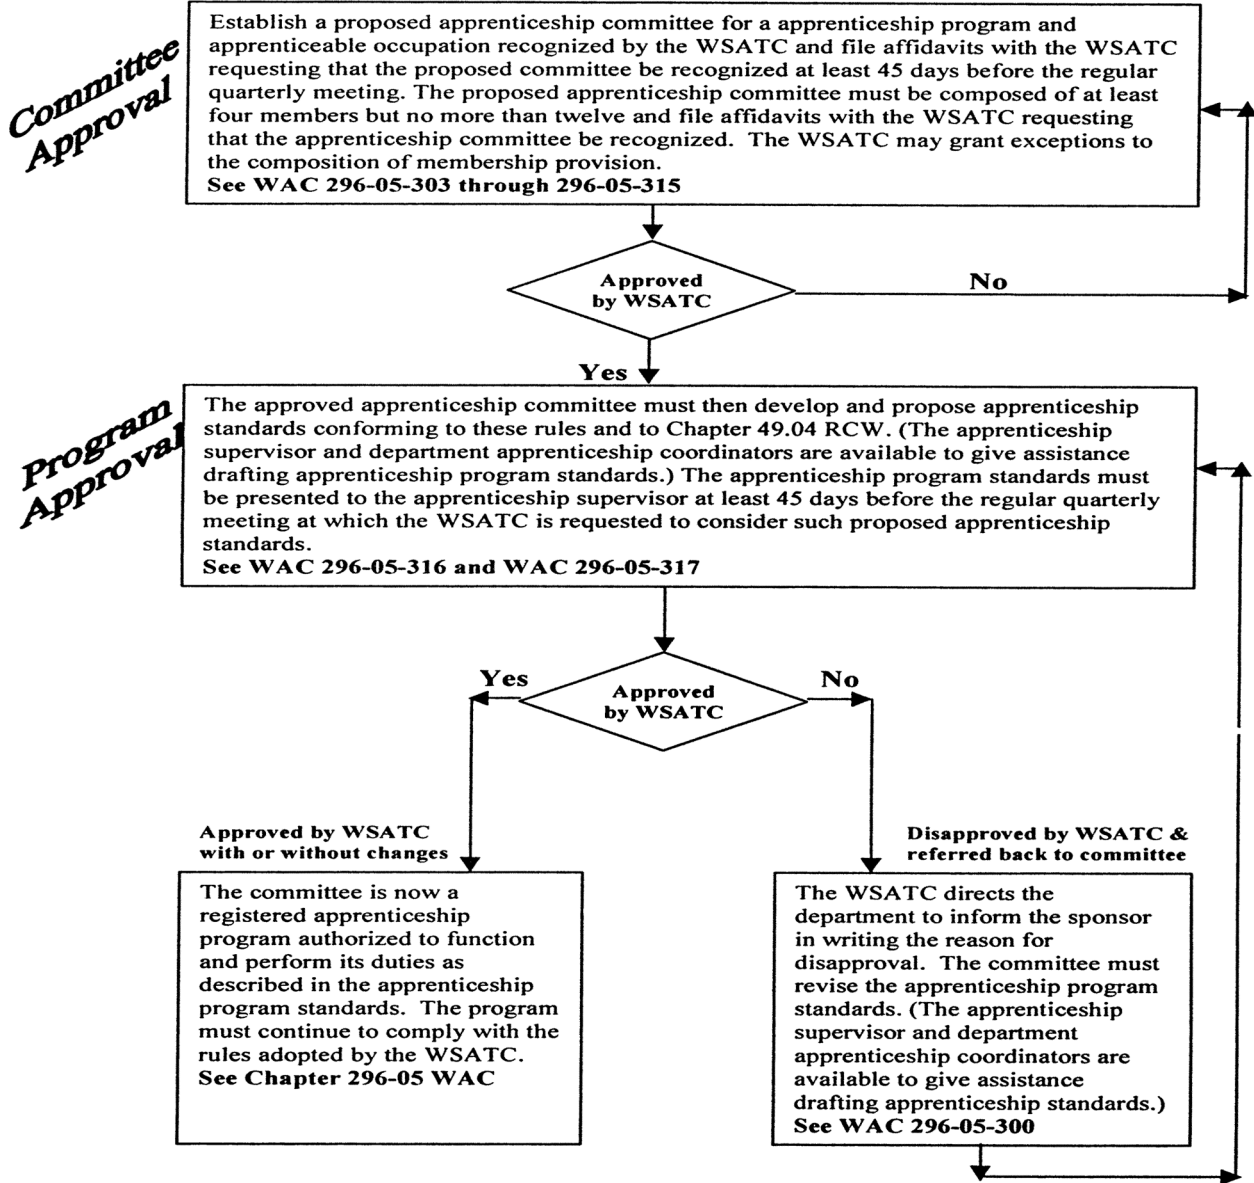 Committee
Approval
Establish a proposed apprenticeship committee for a apprenticeship program and
apprenticeable occupation recognized by the WSATC and file affidavits with the WSATC
requesting that the proposed committee be recognized at least 45 days before the regular
quarterly meeting. The proposed apprenticeship committee must be composed of at least
four members but no more than twelve and file affidavits with the WSATC requesting
that the apprenticeship committee be recognized. The WSATC may grant exceptions to
the composition of membership provision.
See WAC 296-05-303 through 296-05-315
Approved
by WSATC
No
Yes
Program
Approval
The approved apprenticeship committee must then develop and propose apprenticeship
standards conforming to these rules and to Chapter 49.04 RCW. (The apprenticeship
supervisor and department apprenticeship coordinators are available to give assistance
drafting apprenticeship program standards.) The apprenticeship program standards must
be presented to the apprenticeship supervisor at least 45 days before the regular quarterly
meeting at which the WSATC is requested to consider such proposed apprenticeship
standards.
See WAC 296-05-316 and WAC 296-05-317
Yes
Approved
by WSATC
No
Approved by WSATC
with or without changes
The committee is now a
registered apprenticeship
program authorized to function
and perform its duties as
described in the apprenticeship
program standards. The program
must continue to comply with the
rules adopted by the WSATC.
See Chapter 296-05 WAC
Disapproved by WSATC &
referred back to committee
The WSATC directs the
department to inform the sponsor
in writing the reason for
disapproval. The committee must
revise the apprenticeship program
standards. (The apprenticeship
supervisor and department
apprenticeship coordinators are
available to give assistance
drafting apprenticeship standards.)
See WAC 296-05-300